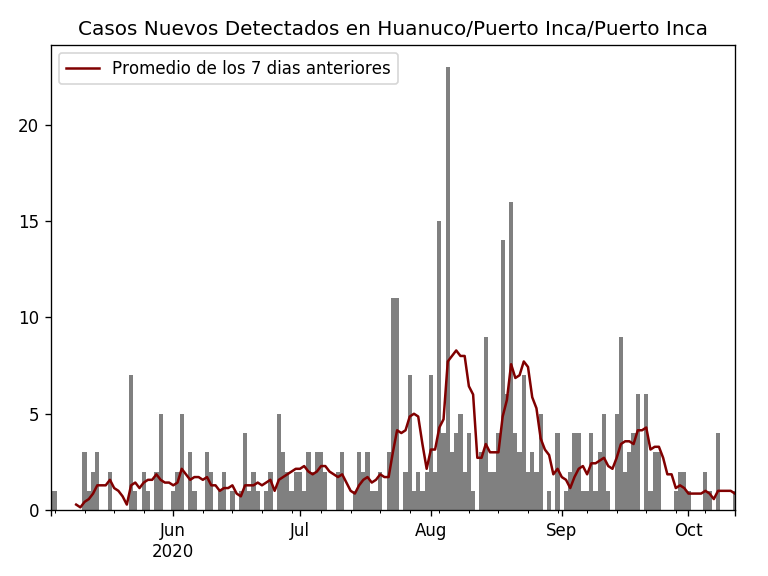 Casos Nuevos Detectados en Huanuco/Puerto Inca/Puerto Inca
Promedio de los 7 dias anteriores
20
15
10
5
0
Jun Jul Aug Sep Oct
2020